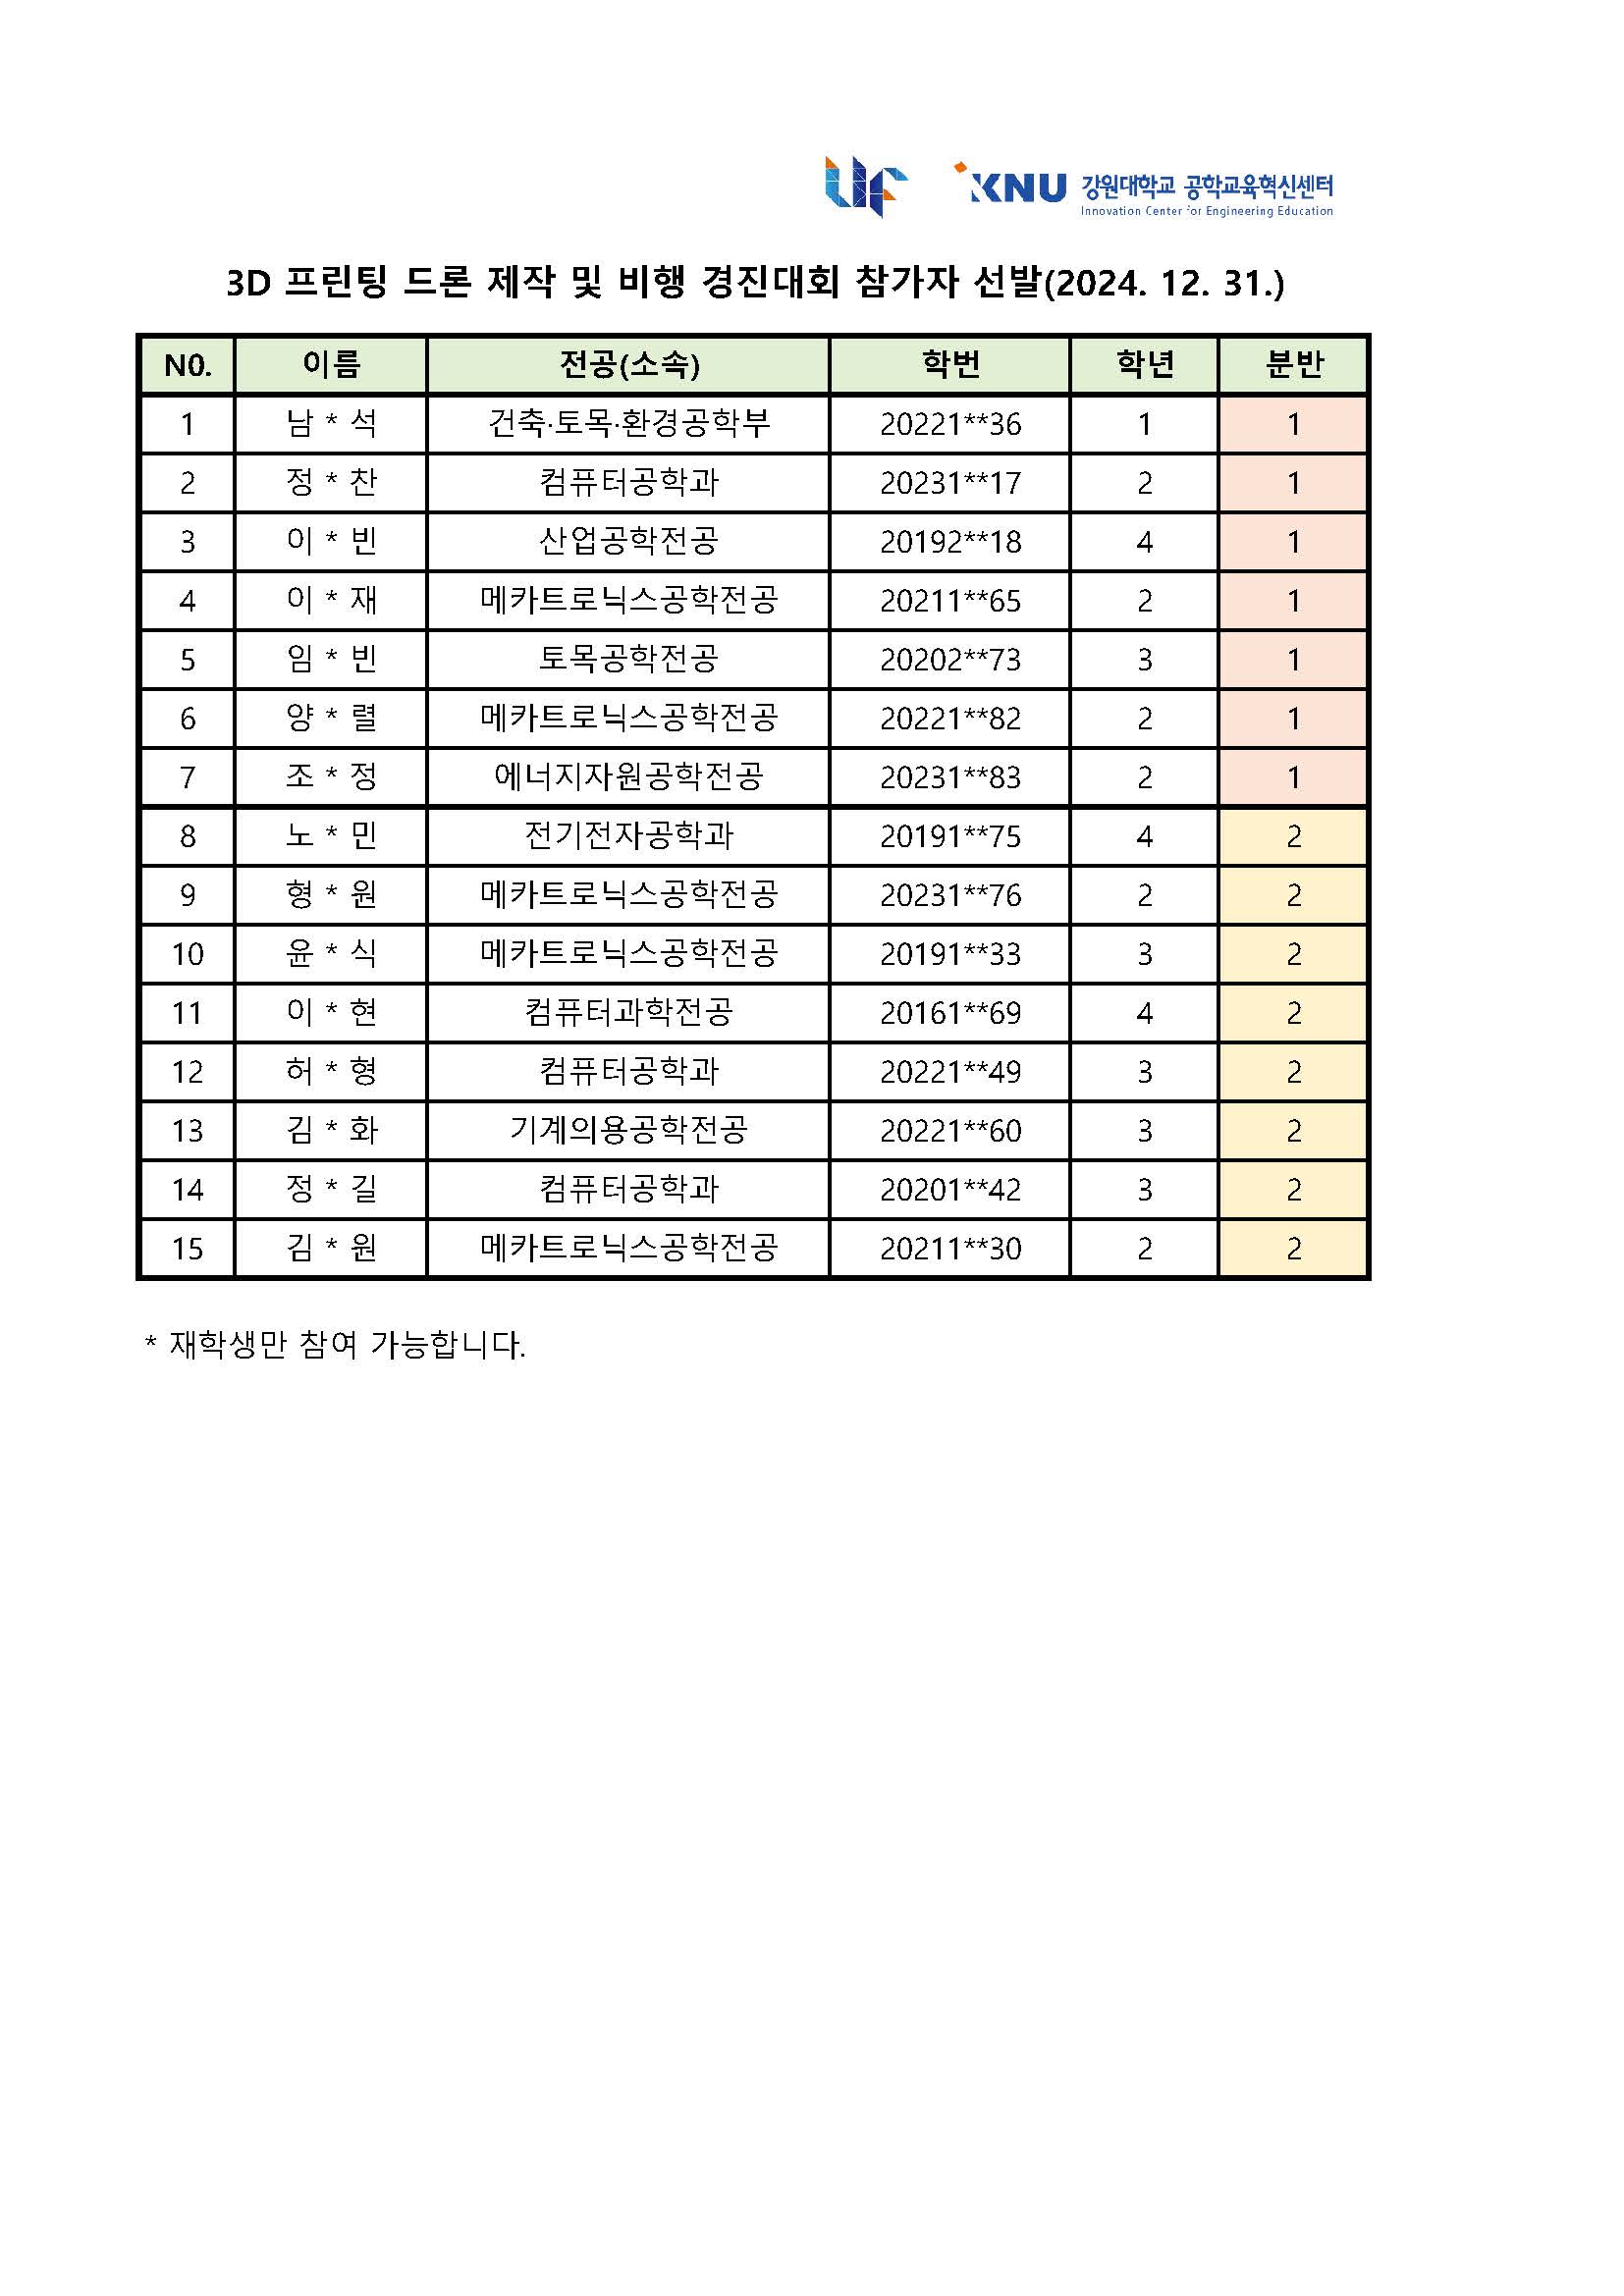 UF
KNU 강원대학교 공학교육혁신센터
Innovation Center for Engineering Education
3D 프린팅 드론 제작 및 비행 경진대회 참가자 선발(2024. 12. 31.)
N0. 이름 전공(소속) 학번 학년 분반
1 남 * 석 건축·토목·환경공학부 20221**36 1 1
2 정 * 찬 컴퓨터공학과 20231**17 2 1
3 이 * 빈 산업공학전공 20192**18 4 1
4 이 * 재 메카트로닉스공학전공 20211**65 2 1
5 임 * 빈 토목공학전공 20202**73 3 1
6 양 * 렬 메카트로닉스공학전공 20221**82 2 1
7 조 * 정 에너지자원공학전공 20231**83 2 1
8 노 * 민 전기전자공학과 20191**75 4 2
9 형 * 원 메카트로닉스공학전공 20231**76 2 2
10 윤 * 식 메카트로닉스공학전공 20191**33 3 2
11 이 * 현 컴퓨터과학전공 20161**69 4 2
12 허 * 형 컴퓨터공학과 20221**49 3 2
13 김 * 화 기계의용공학전공 20221**60 3 2
14 정 * 길 컴퓨터공학과 20201**42 3 2
15 김 * 원 메카트로닉스공학전공 20211**30 2 2
* 재학생만 참여 가능합니다.